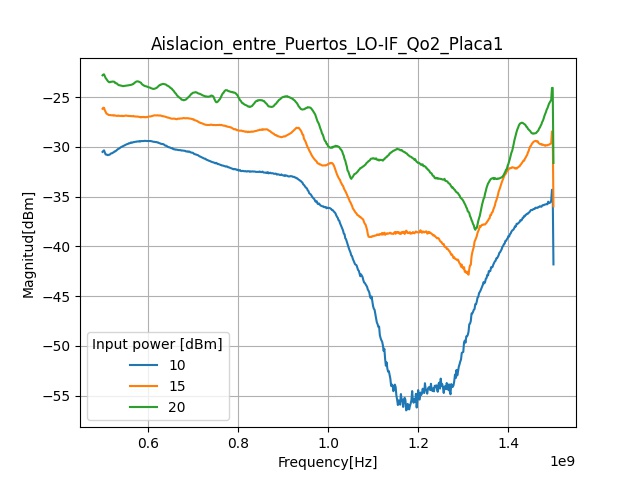 Aislacion_entre_Puertos_LO-IF_Qo2_Placa1
Magnitud[dBm]
−25
−30
−35
−40
−45
−50
−55
Input power [dBm]
10
15
20
0.6 0.8 1.0 1.2 1.4
1e9
Frequency[Hz]